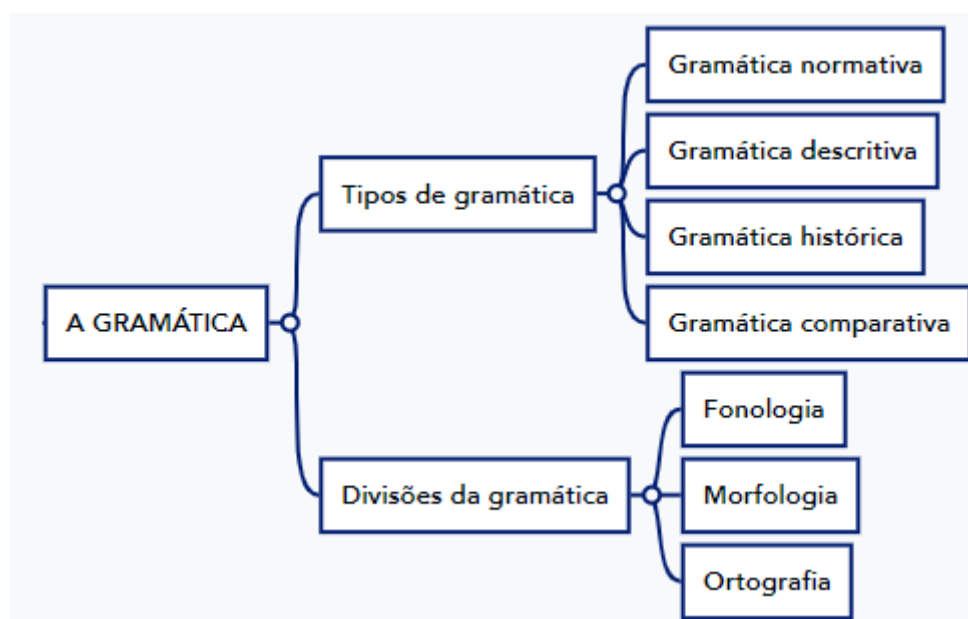 A GRAMÁTICA
Tipos de gramática
Gramática normativa
Gramática descritiva
Gramática histórica
Gramática comparativa
Divisões da gramática
Fonologia
Morfologia
Ortografia